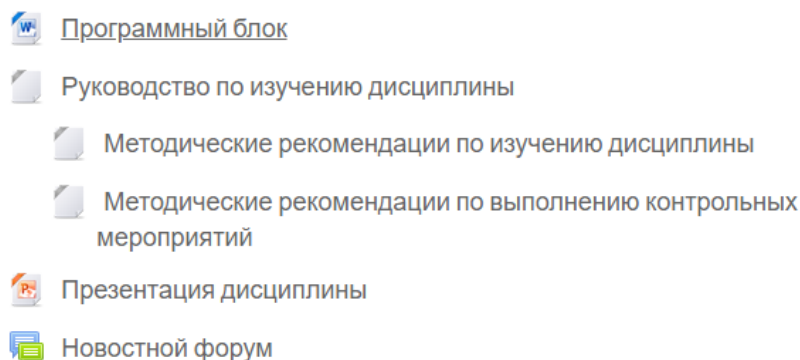 Программный блок
Руководство по изучению дисциплины
Методические рекомендации по изучению дисциплины
Методические рекомендации по выполнению контрольных
мероприятий
Презентация дисциплины
Новостной форум